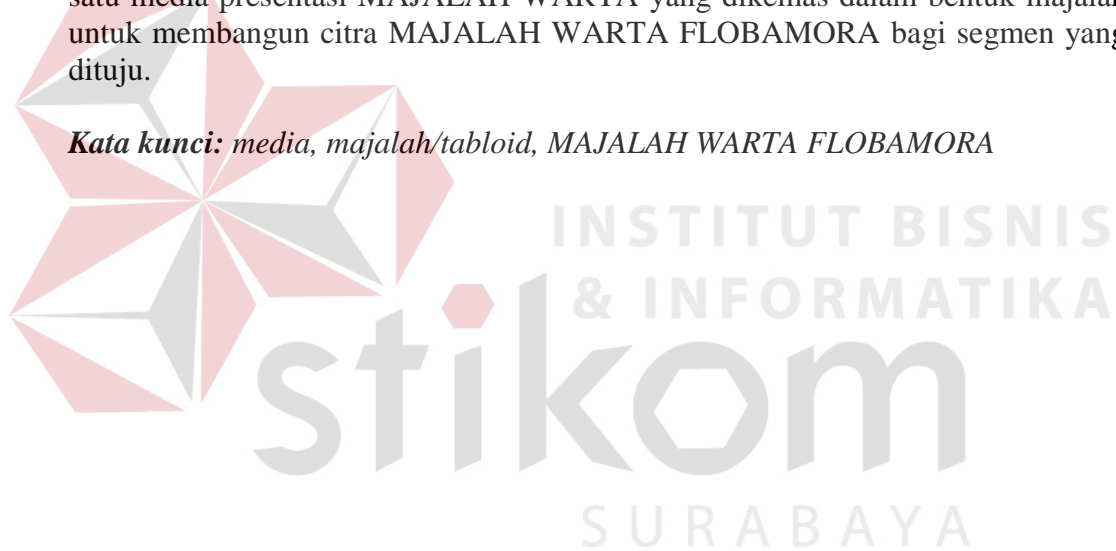 satu media presentasi MAJALAH WARTA yang dikemas dalam bentuk majalah
untuk membangun citra MAJALAH WARTA FLOBAMORA bagi segmen yang
dituju.
Kata kunci: media, majalah/tabloid, MAJALAH WARTA FLOBAMORA
INSTITUT BISNIS
& INFORMATIKA
stikom
SURABAYA